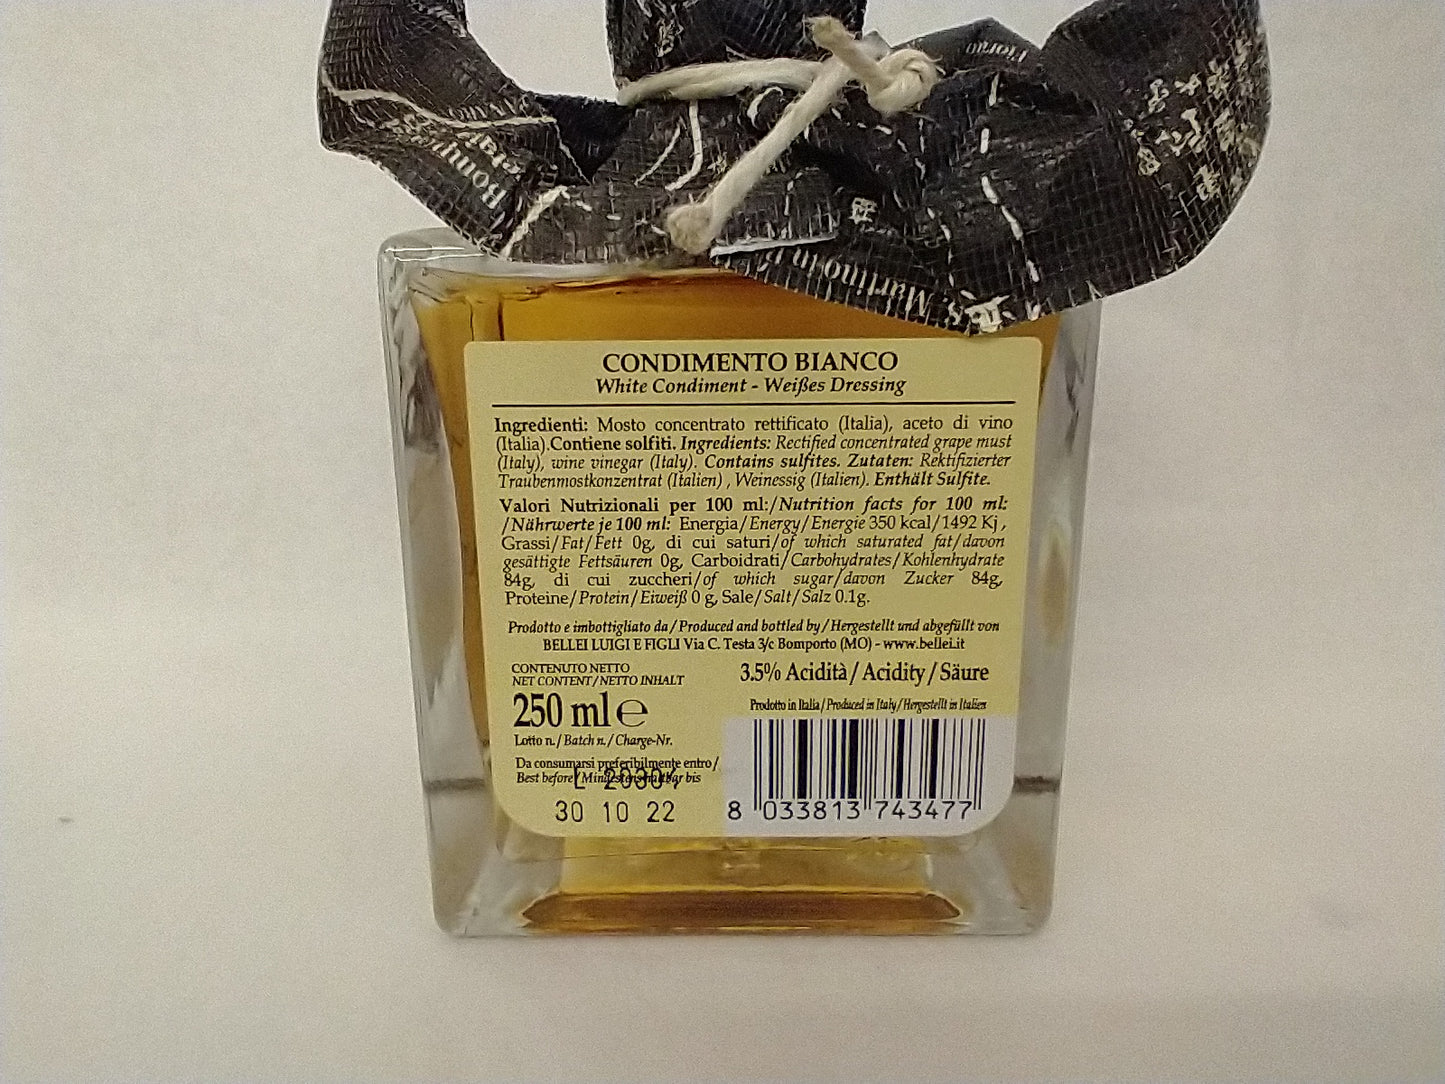 Bompo
S. Martino in
CONDIMENTO BIANCO
White Condiment - Weißes Dressing
Ingredienti: Mosto concentrato rettificato (Italia), aceto di vino
(Italia).Contiene solfiti. Ingredients: Rectified concentrated grape must
(Italy), wine vinegar (Italy). Contains sulfites. Zutaten: Rektifizierter
Traubenmostkonzentrat (Italien) , Weinessig (Italien). Enthält Sulfite.
Valori Nutrizionali per 100 ml:/Nutrition facts for 100 ml:
/Nährwerte je 100 ml: Energia/Energy/Energie 350 kcal/1492 Kj ,
Grassi/Fat/Fett 0g, di cui saturi/of which saturated fat/davon
gesättigte Fettsäuren 0g, Carboidrati/Carbohydrates/Kohlenhydrate
84g, di cui zuccheri/of which sugar/davon Zucker 84g,
Proteine/Protein/Eiweiß 0 g, Sale/Salt/Salz 0.1g.
Prodotto e imbottigliato da/Produced and bottled by/Hergestellt und abgefüllt von
BELLEI LUIGI E FIGLI Via C. Testa 3/c Bomporto (MO) - www.bellei.it
CONTENUTO NETTO
NET CONTENT/NETTO INHALT
250 ml ℮
3.5% Acidità/Acidity/Säure
Prodotto in Italia/Produced in Italy/Hergestellt in Italien
Lotto n./Batch n./Charge-Nr.
Da consumarsi preferibilmente entro/
Best before/Mindestens haltbar bis
L 20304
30 10 22
8 033813 743477